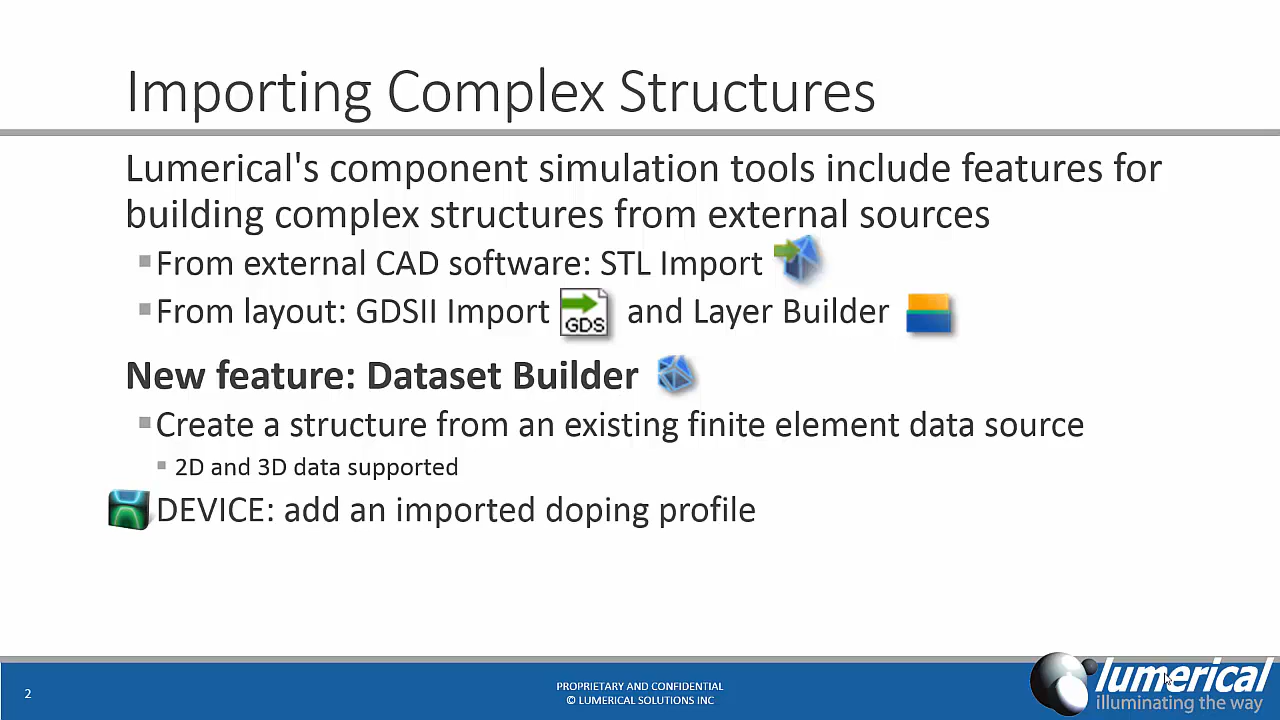 Importing Complex Structures
Lumerical's component simulation tools include features for
building complex structures from external sources
From external CAD software: STL Import
From layout: GDSII Import GDS and Layer Builder
New feature: Dataset Builder
Create a structure from an existing finite element data source
2D and 3D data supported
DEVICE: add an imported doping profile
2
PROPRIETARY AND CONFIDENTIAL
© LUMERICAL SOLUTIONS INC
lumerical
illuminating the way